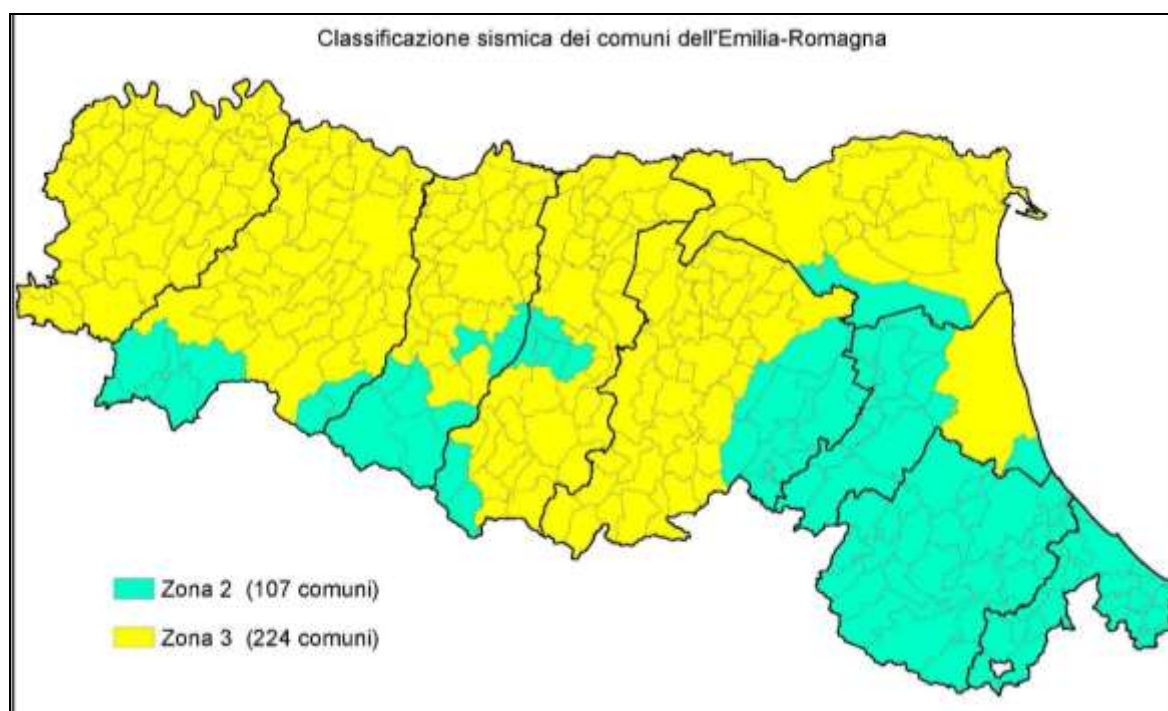 Classificazione sismica dei comuni dell'Emilia-Romagna
Zona 2 (107 comuni)
Zona 3 (224 comuni)